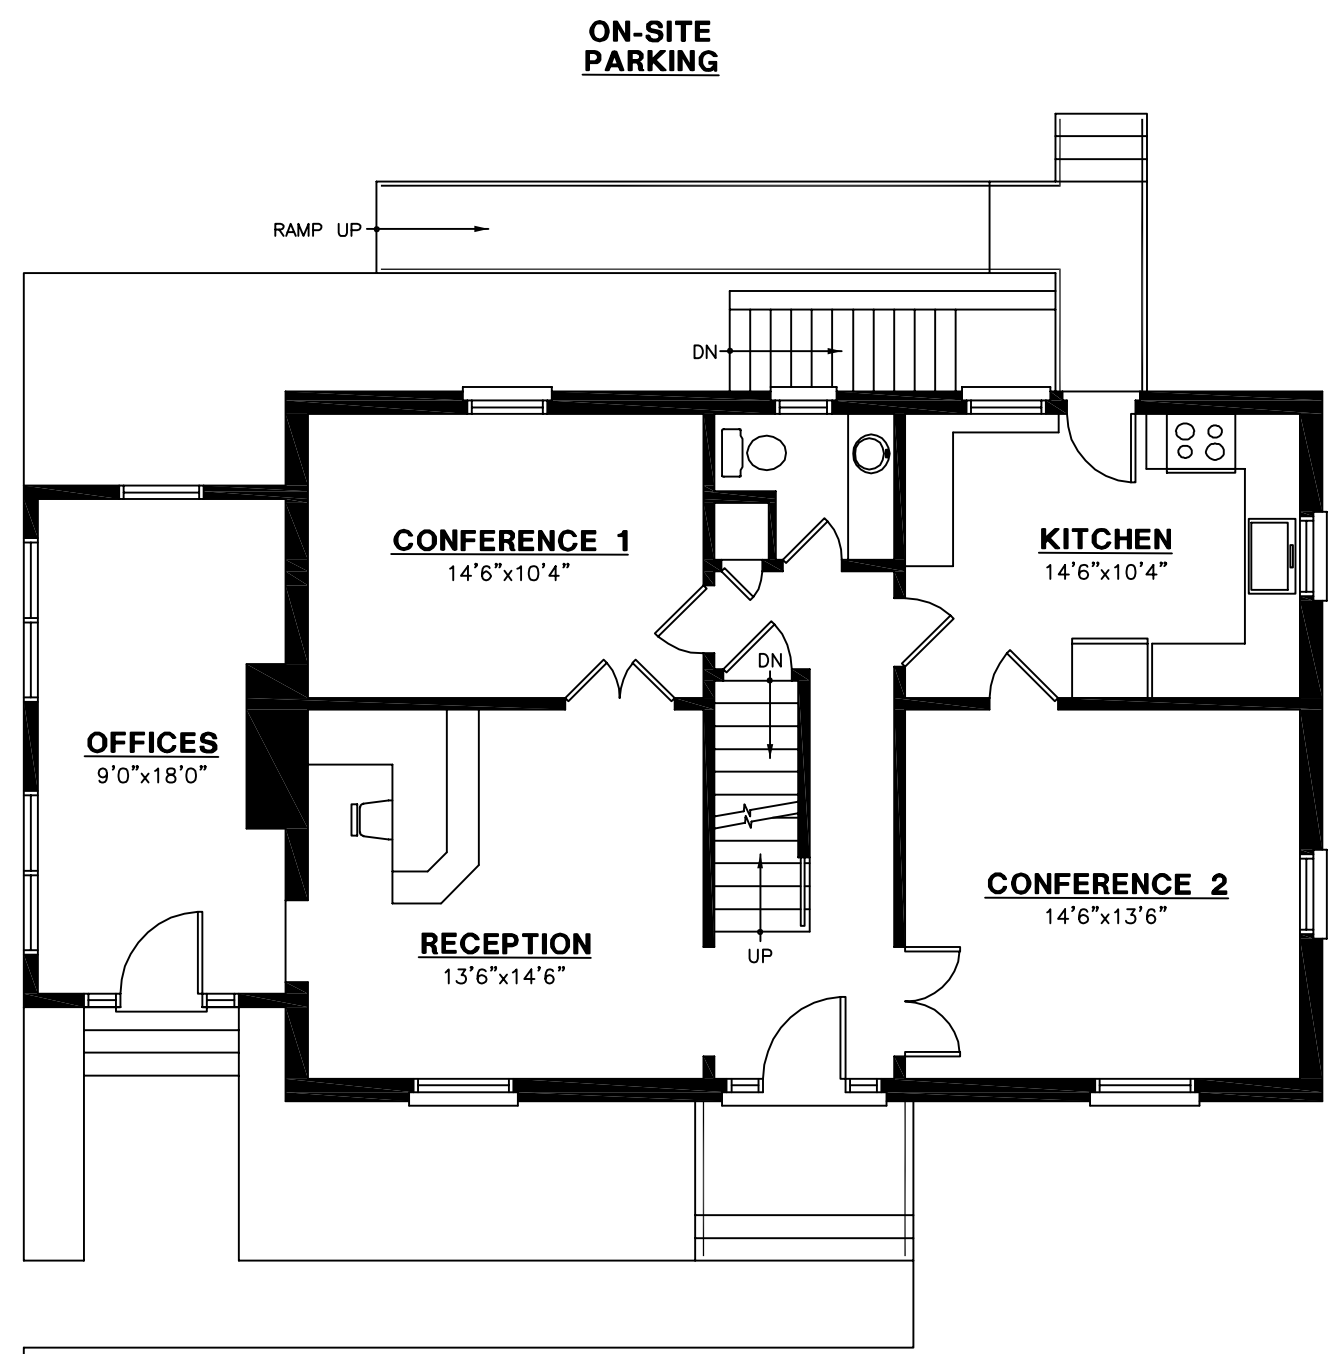 ON-SITE
PARKING
RAMP UP
DN
CONFERENCE 1
14'6"x10'4"
KITCHEN
14'6"x10'4"
DN
OFFICES
9'0"x18'0"
CONFERENCE 2
14'6"x13'6"
RECEPTION
13'6"x14'6"
UP